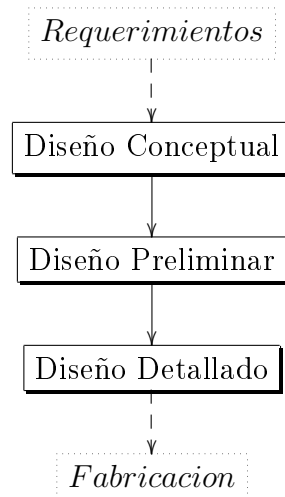 Requerimientos
Diseño Conceptual
Diseño Preliminar
Diseño Detallado
Fabricacion